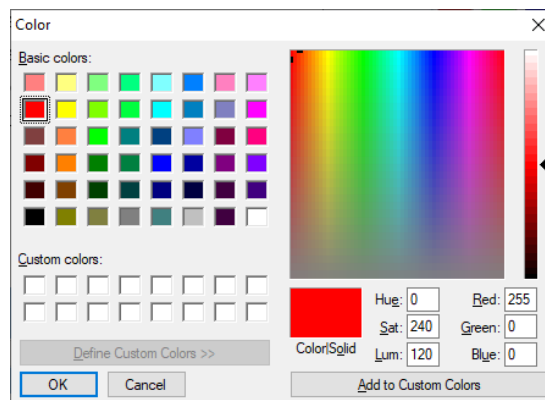 Color
Basic colors:
Custom colors:
Define Custom Colors >>
OK Cancel
Hue: 0 Red: 255
Sat: 240 Green: 0
Color|Solid Lum: 120 Blue: 0
Add to Custom Colors